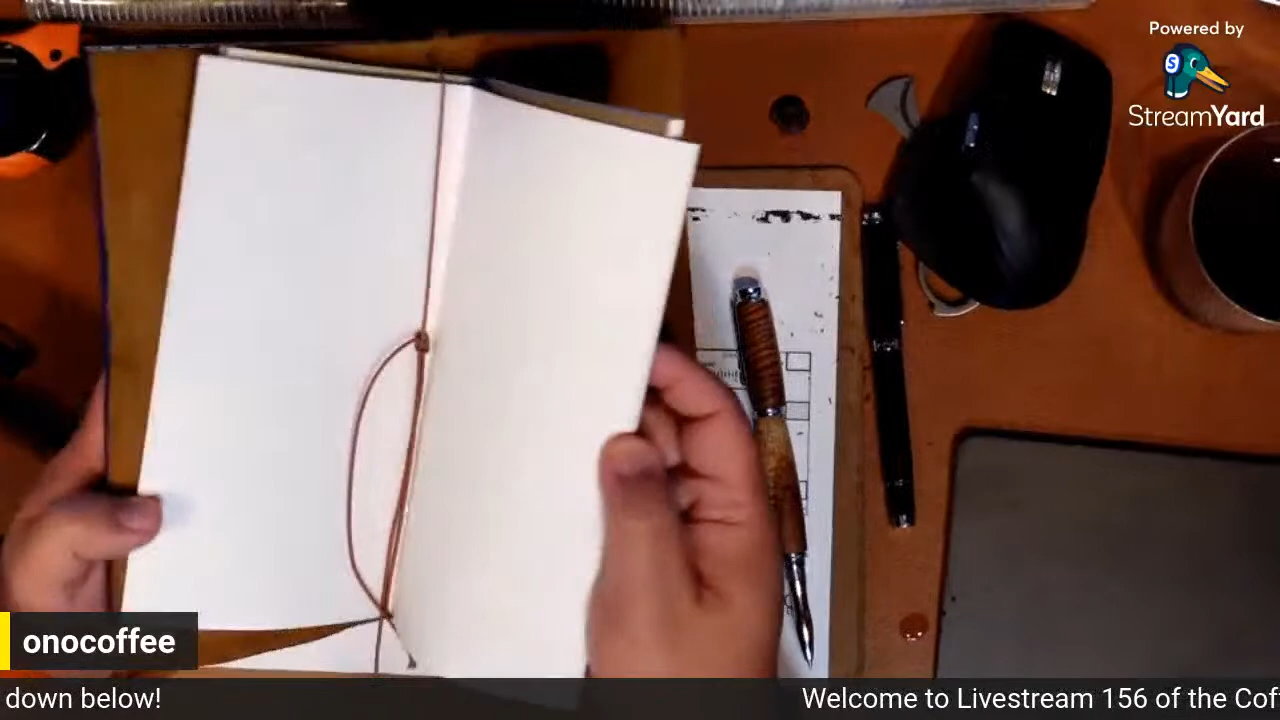 Powered by
S
StreamYard
onocoffee
down below!
Welcome to Livestream 156 of the Cof